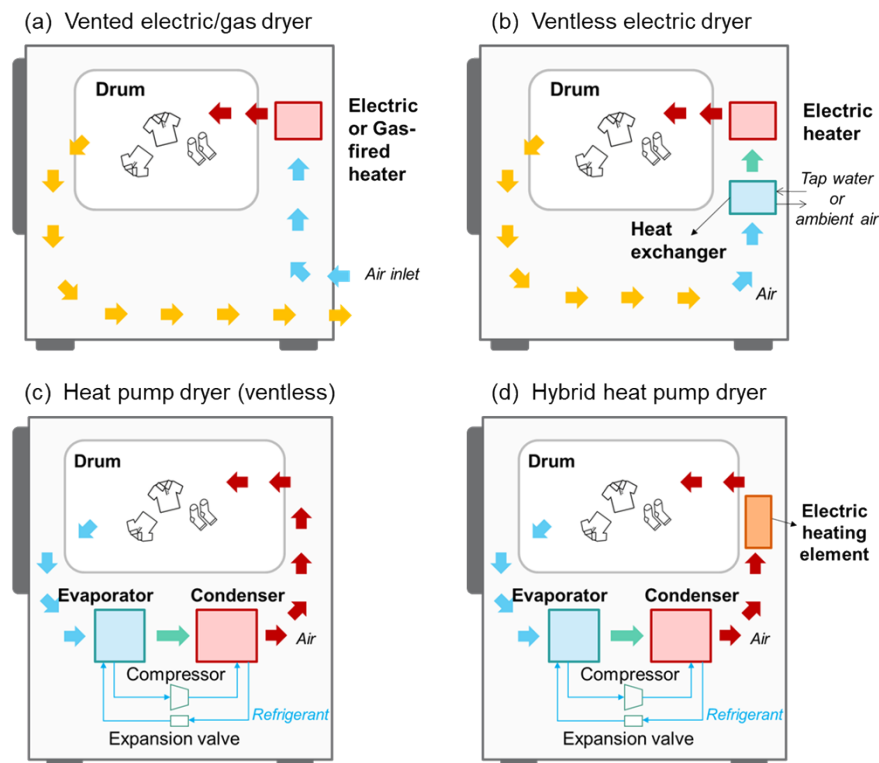 (a) Vented electric/gas dryer
Drum
Electric
or Gas-
fired
heater
Air inlet
(b) Ventless electric dryer
Drum
Electric
heater
Tap water
or
ambient air
Heat
exchanger
Air
(c) Heat pump dryer (ventless)
Drum
Evaporator
Condenser
Air
Compressor
Refrigerant
Expansion valve
(d) Hybrid heat pump dryer
Drum
Electric
heating
element
Evaporator
Condenser
Air
Compressor
Refrigerant
Expansion valve